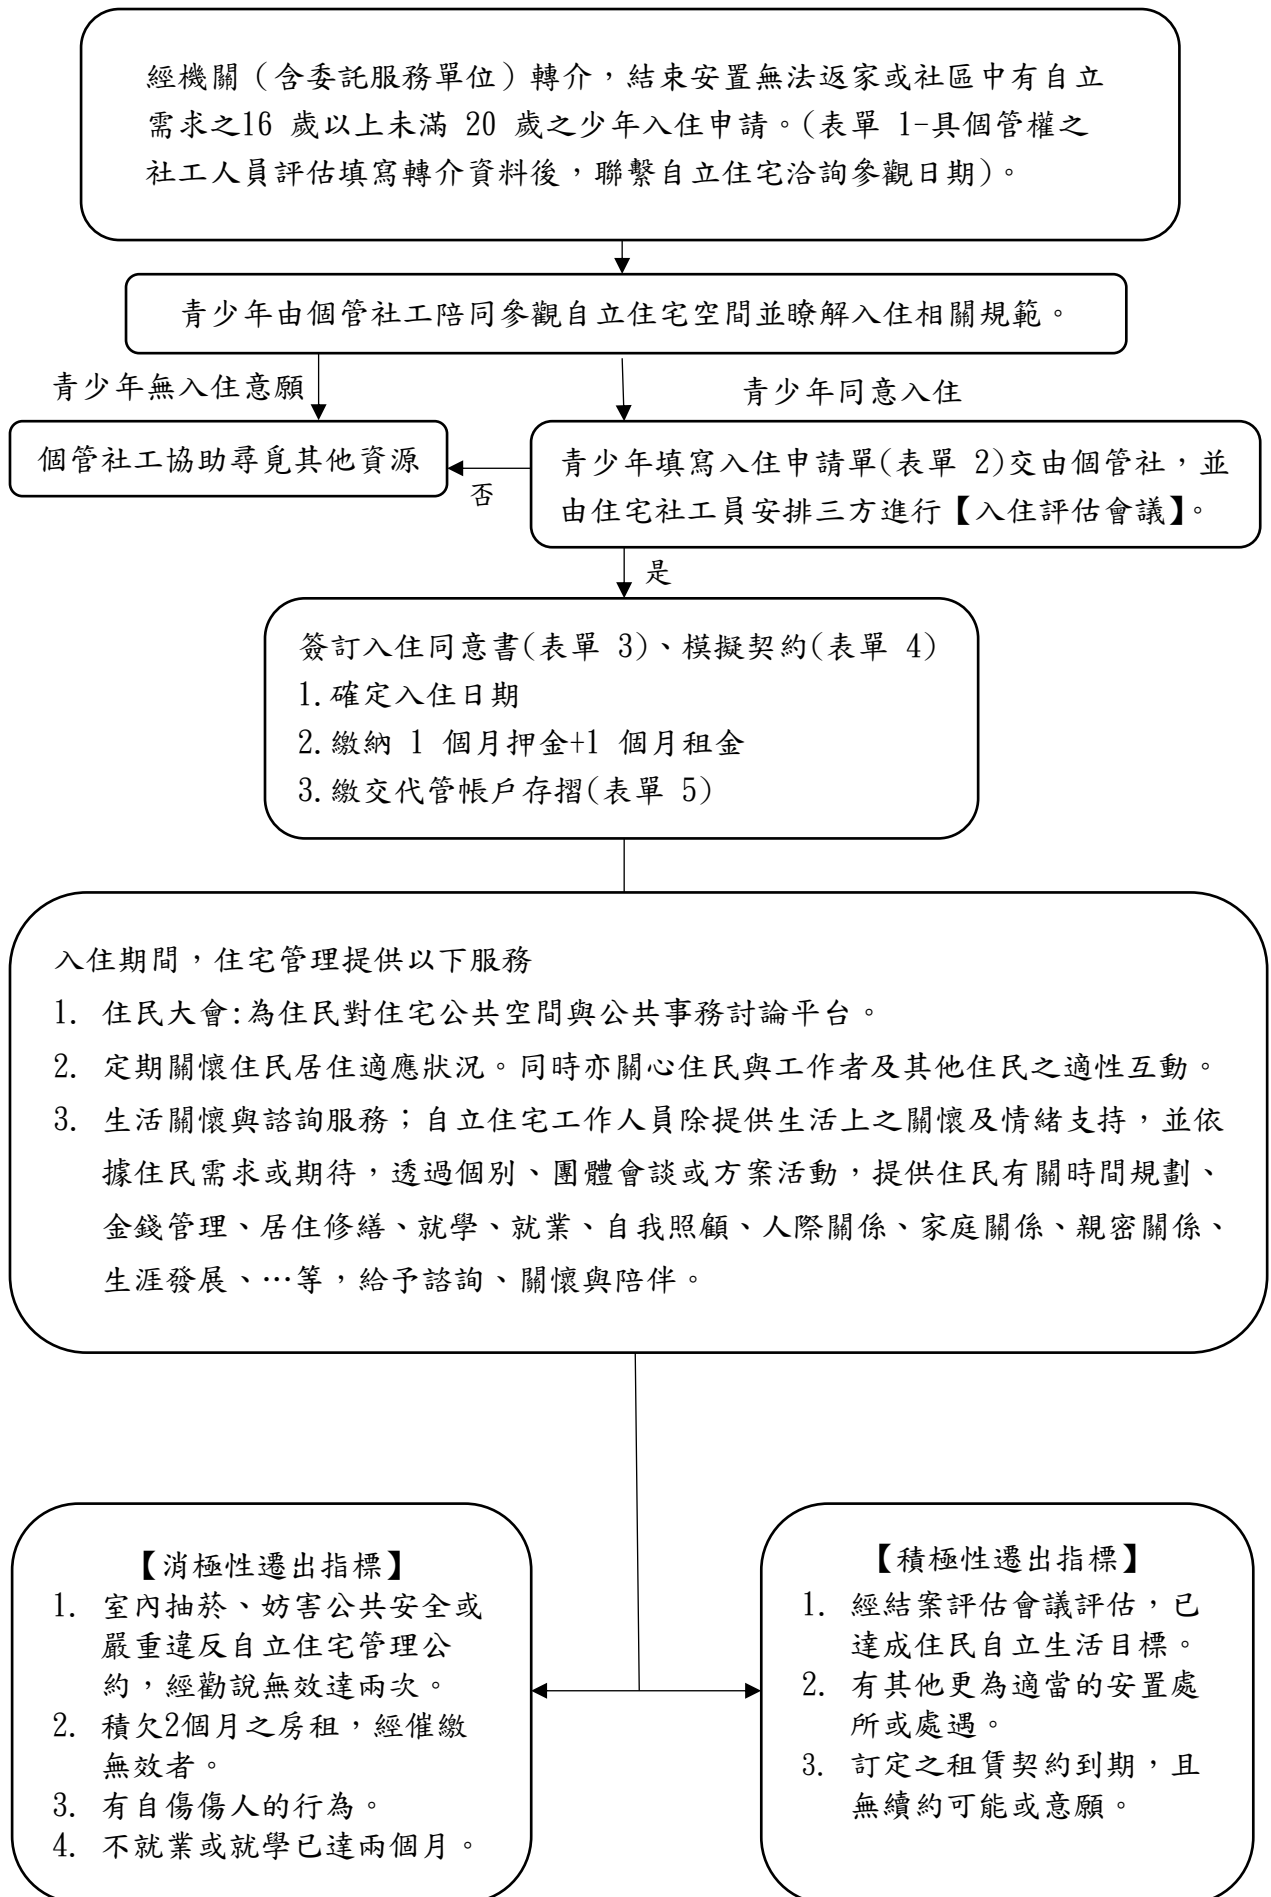 經機關（含委託服務單位）轉介，結束安置無法返家或社區中有自立
需求之16 歲以上未滿 20 歲之少年入住申請。(表單 1-具個管權之
社工人員評估填寫轉介資料後，聯繫自立住宅洽詢參觀日期)。
青少年由個管社工陪同參觀自立住宅空間並瞭解入住相關規範。
青少年無入住意願
青少年同意入住
個管社工協助尋覓其他資源
否
青少年填寫入住申請單(表單 2)交由個管社，並
由住宅社工員安排三方進行【入住評估會議】。
是
簽訂入住同意書(表單 3)、模擬契約(表單 4)
1.確定入住日期
2.繳納 1 個月押金+1 個月租金
3.繳交代管帳戶存摺(表單 5)
入住期間，住宅管理提供以下服務
1. 住民大會:為住民對住宅公共空間與公共事務討論平台。
2. 定期關懷住民居住適應狀況。同時亦關心住民與工作者及其他住民之適性互動。
3. 生活關懷與諮詢服務；自立住宅工作人員除提供生活上之關懷及情緒支持，並依
據住民需求或期待，透過個別、團體會談或方案活動，提供住民有關時間規劃、
金錢管理、居住修繕、就學、就業、自我照顧、人際關係、家庭關係、親密關係、
生涯發展、…等，給予諮詢、關懷與陪伴。
【消極性遷出指標】
1. 室內抽菸、妨害公共安全或
嚴重違反自立住宅管理公
約，經勸說無效達兩次。
2. 積欠2個月之房租，經催繳
無效者。
3. 有自傷傷人的行為。
4. 不就業或就學已達兩個月。
【積極性遷出指標】
1. 經結案評估會議評估，已
達成住民自立生活目標。
2. 有其他更為適當的安置處
所或處遇。
3. 訂定之租賃契約到期，且
無續約可能或意願。